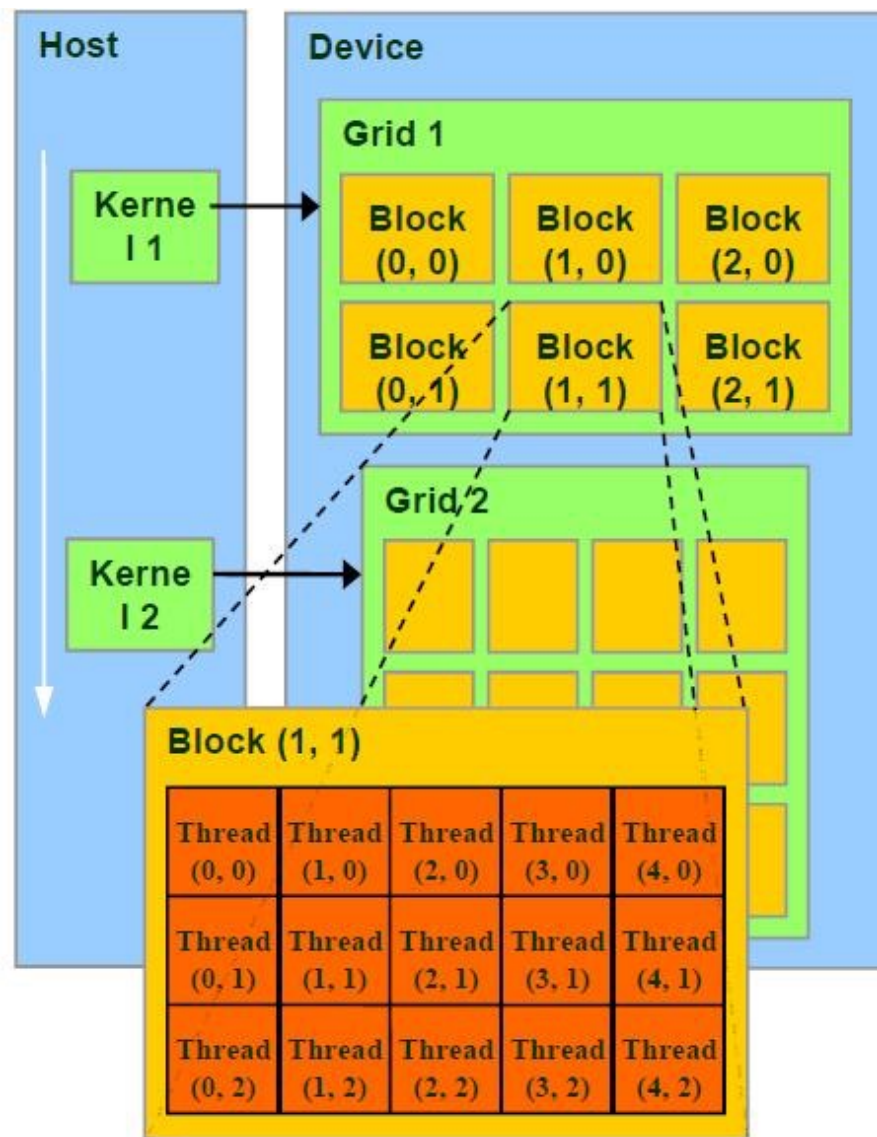 Host
Device
Grid 1
Kerne
l 1
Block
(0, 0)
Block
(1, 0)
Block
(2, 0)
Block
(0, 1)
Block
(1, 1)
Block
(2, 1)
Grid 2
Kerne
l 2
Block (1, 1)
Thread
(0, 0)
Thread
(1, 0)
Thread
(2, 0)
Thread
(3, 0)
Thread
(4, 0)
Thread
(0, 1)
Thread
(1, 1)
Thread
(2, 1)
Thread
(3, 1)
Thread
(4, 1)
Thread
(0, 2)
Thread
(1, 2)
Thread
(2, 2)
Thread
(3, 2)
Thread
(4, 2)